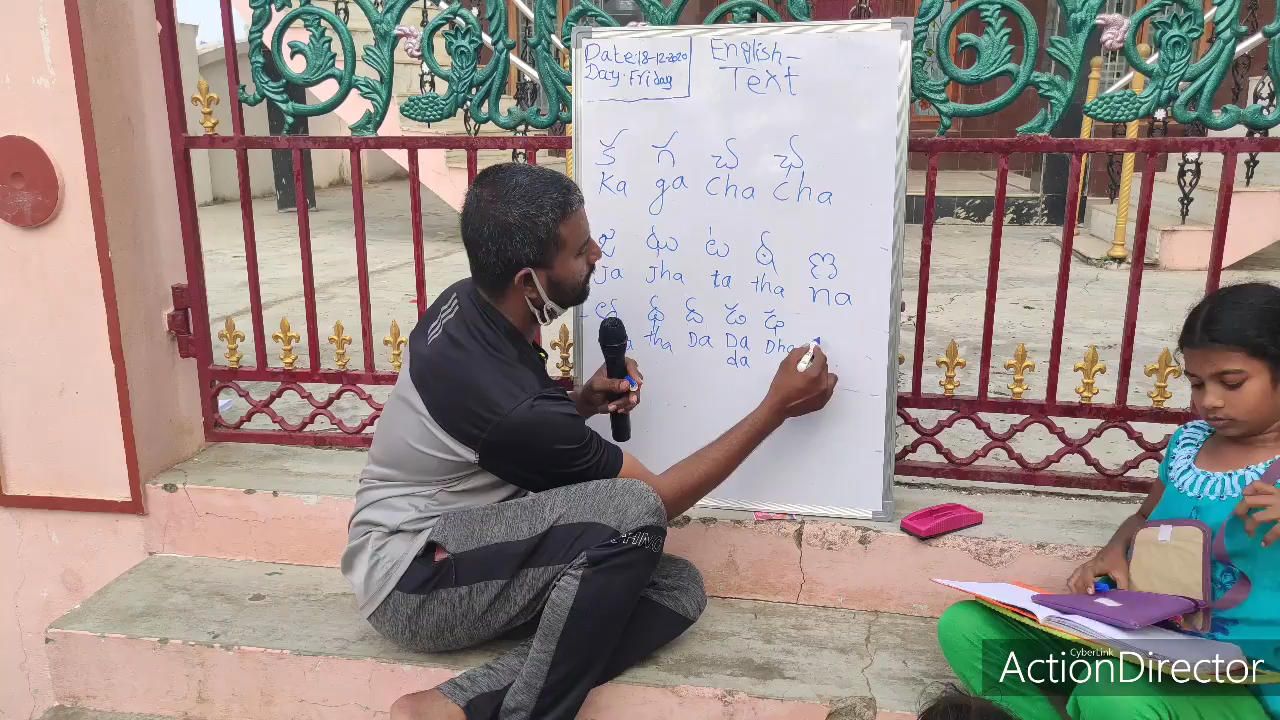 Date:18-12-2020
Day:Friday
English-
Text
క గ చ ఛ
Ka ga Cha Cha
జ ఝ ట ఠ ణ
Ja Jha ta tha na
థ ద
tha Da Da Dha
da
CyberLink
ActionDirector